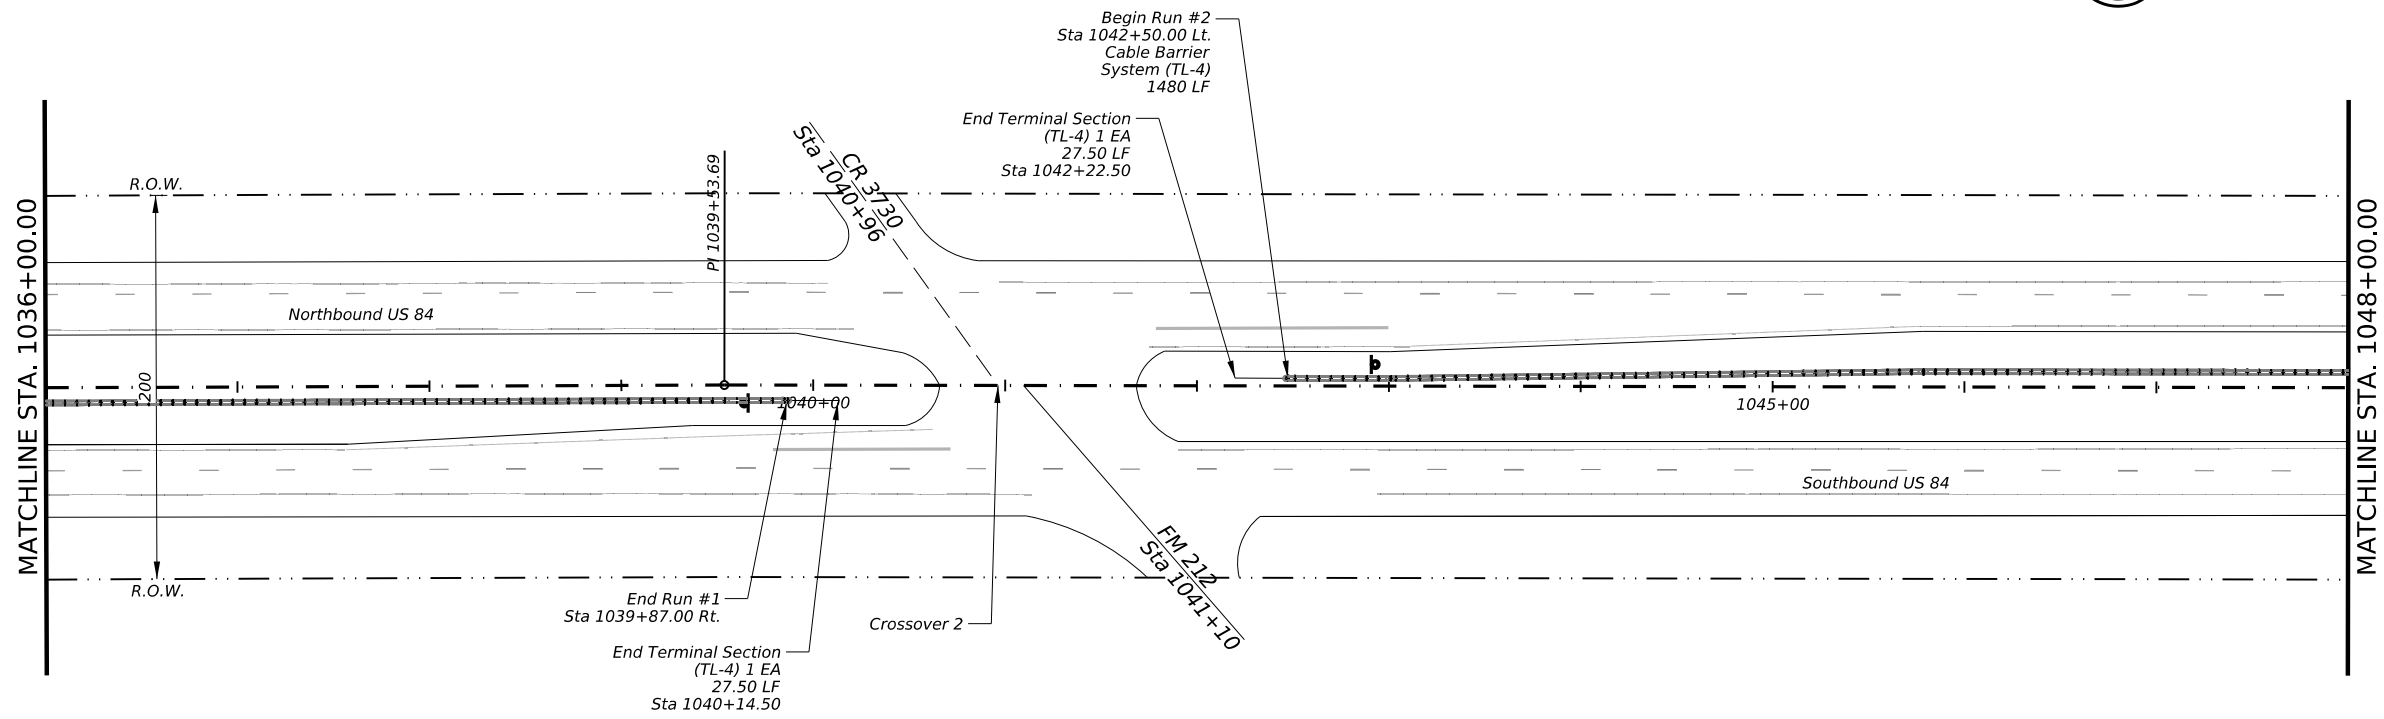 Begin Run #2
Sta 1042+50.00 Lt.
Cable Barrier
System (TL-4)
1480 LF
End Terminal Section
(TL-4) 1 EA
27.50 LF
Sta 1042+22.50
CR 3730
Sta 1040+96
PI 1039+53.69
R.O.W.
MATCHLINE STA. 1036+00.00
MATCHLINE STA. 1048+00.00
Northbound US 84
200
1040+00
1045+00
Southbound US 84
FM 212
Sta 1041+10
R.O.W.
End Run #1
Sta 1039+87.00 Rt.
Crossover 2
End Terminal Section
(TL-4) 1 EA
27.50 LF
Sta 1040+14.50